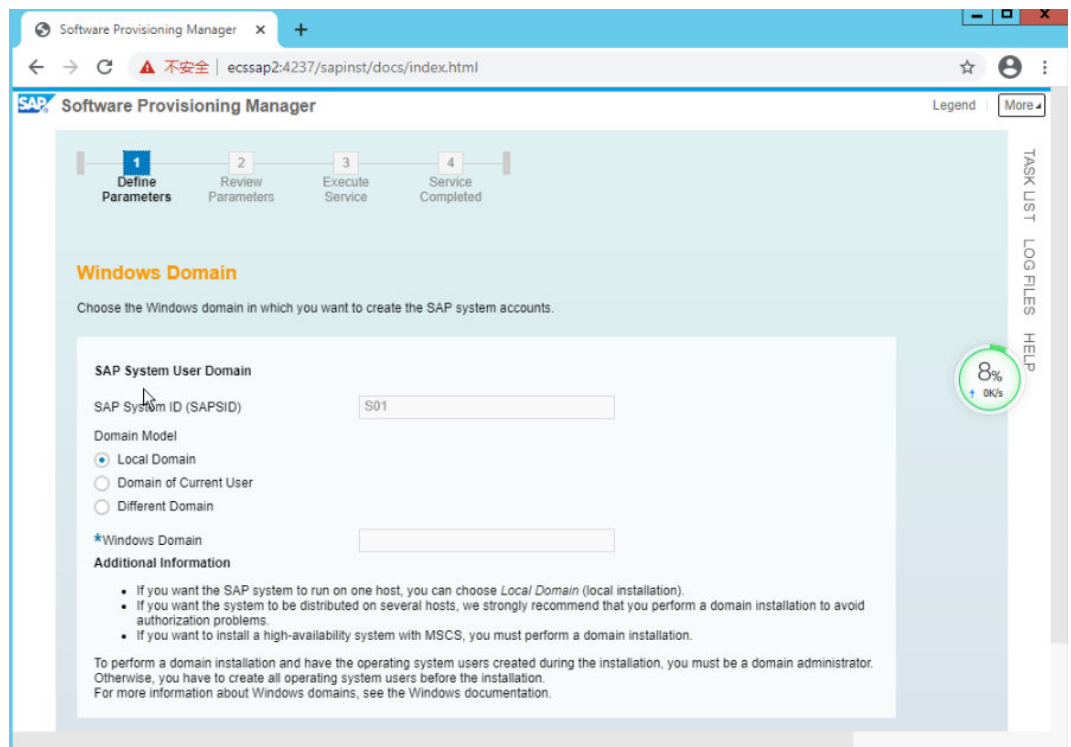 Software Provisioning Manager
不安全 ecssap2:4237/sapinst/docs/index.html
SAP Software Provisioning Manager
Legend
More
1 2 3 4
Define Review Execute Service
Parameters Parameters Service Completed
TASK LIST
LOG FILES
HELP
Windows Domain
Choose the Windows domain in which you want to create the SAP system accounts.
8%
↑ 0K/s
SAP System User Domain
SAP System ID (SAPSID) S01
Domain Model
Local Domain
Domain of Current User
Different Domain
*Windows Domain
Additional Information
• If you want the SAP system to run on one host, you can choose Local Domain (local installation).
• If you want the system to be distributed on several hosts, we strongly recommend that you perform a domain installation to avoid
authorization problems.
• If you want to install a high-availability system with MSCS, you must perform a domain installation.
To perform a domain installation and have the operating system users created during the installation, you must be a domain administrator.
Otherwise, you have to create all operating system users before the installation.
For more information about Windows domains, see the Windows documentation.